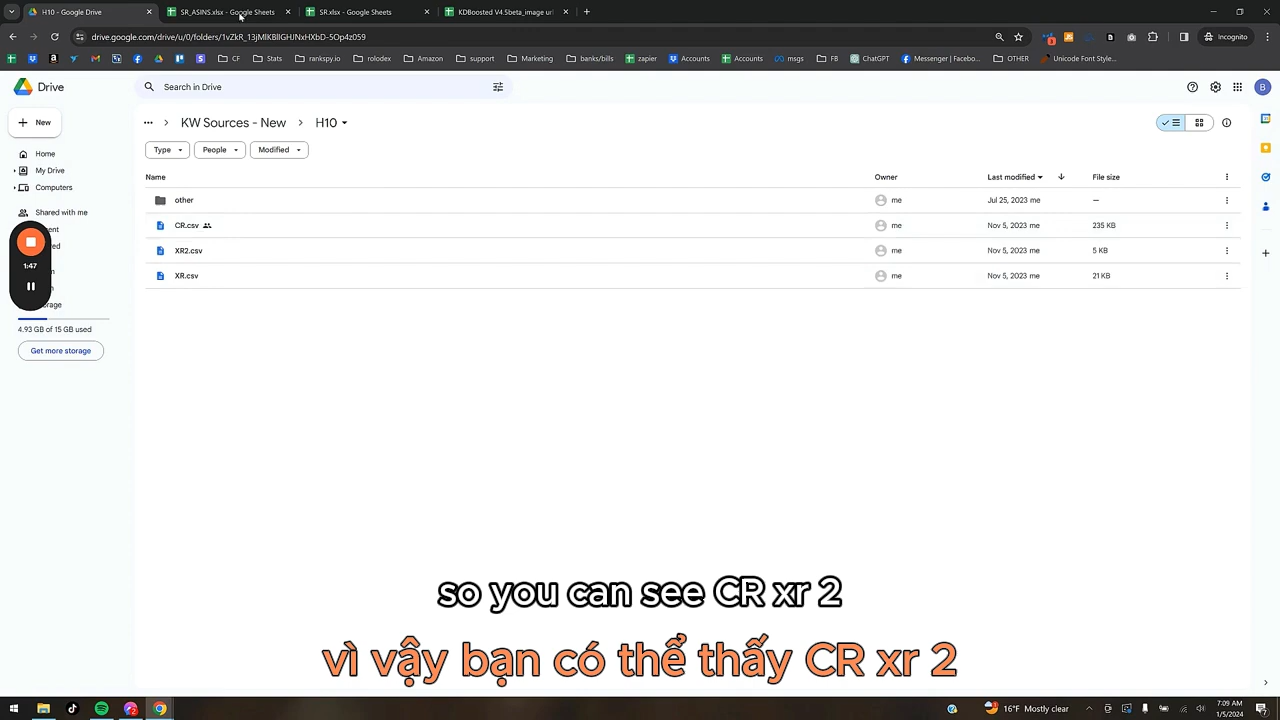 H10 - Google Drive
SR_ASINS.xlsx - Google Sheets
SR.xlsx - Google Sheets
KDBoosted V4.5beta_image url
drive.google.com/drive/u/0/folders/1vZkR_13jMlKBlIGHJNxHXbD-5Op4z059
Incognito
CF
Stats
rankspy.io
rolodex
Amazon
support
Marketing
banks/bills
zapier
Accounts
Accounts
msgs
FB
ChatGPT
Messenger | Facebo...
OTHER
Unicode Font Style...
Drive
Search in Drive
B
New
... > KW Sources - New > H10
Type
People
Modified
Home
My Drive
Computers
Shared with me
1:47
4.93 GB of 15 GB used
Get more storage
Name Owner Last modified File size
other me Jul 25, 2023 me —
CR.csv me Nov 5, 2023 me 235 KB
XR2.csv me Nov 5, 2023 me 5 KB
XR.csv me Nov 5, 2023 me 21 KB
so you can see CR xr 2
vì vậy bạn có thể thấy CR xr 2
16°F Mostly clear
7:09 AM
1/5/2024